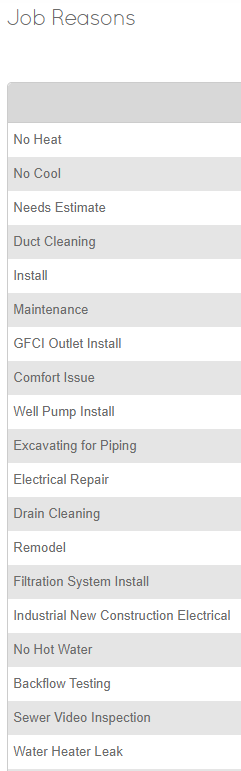 Job Reasons
No Heat
No Cool
Needs Estimate
Duct Cleaning
Install
Maintenance
GFCI Outlet Install
Comfort Issue
Well Pump Install
Excavating for Piping
Electrical Repair
Drain Cleaning
Remodel
Filtration System Install
Industrial New Construction Electrical
No Hot Water
Backflow Testing
Sewer Video Inspection
Water Heater Leak